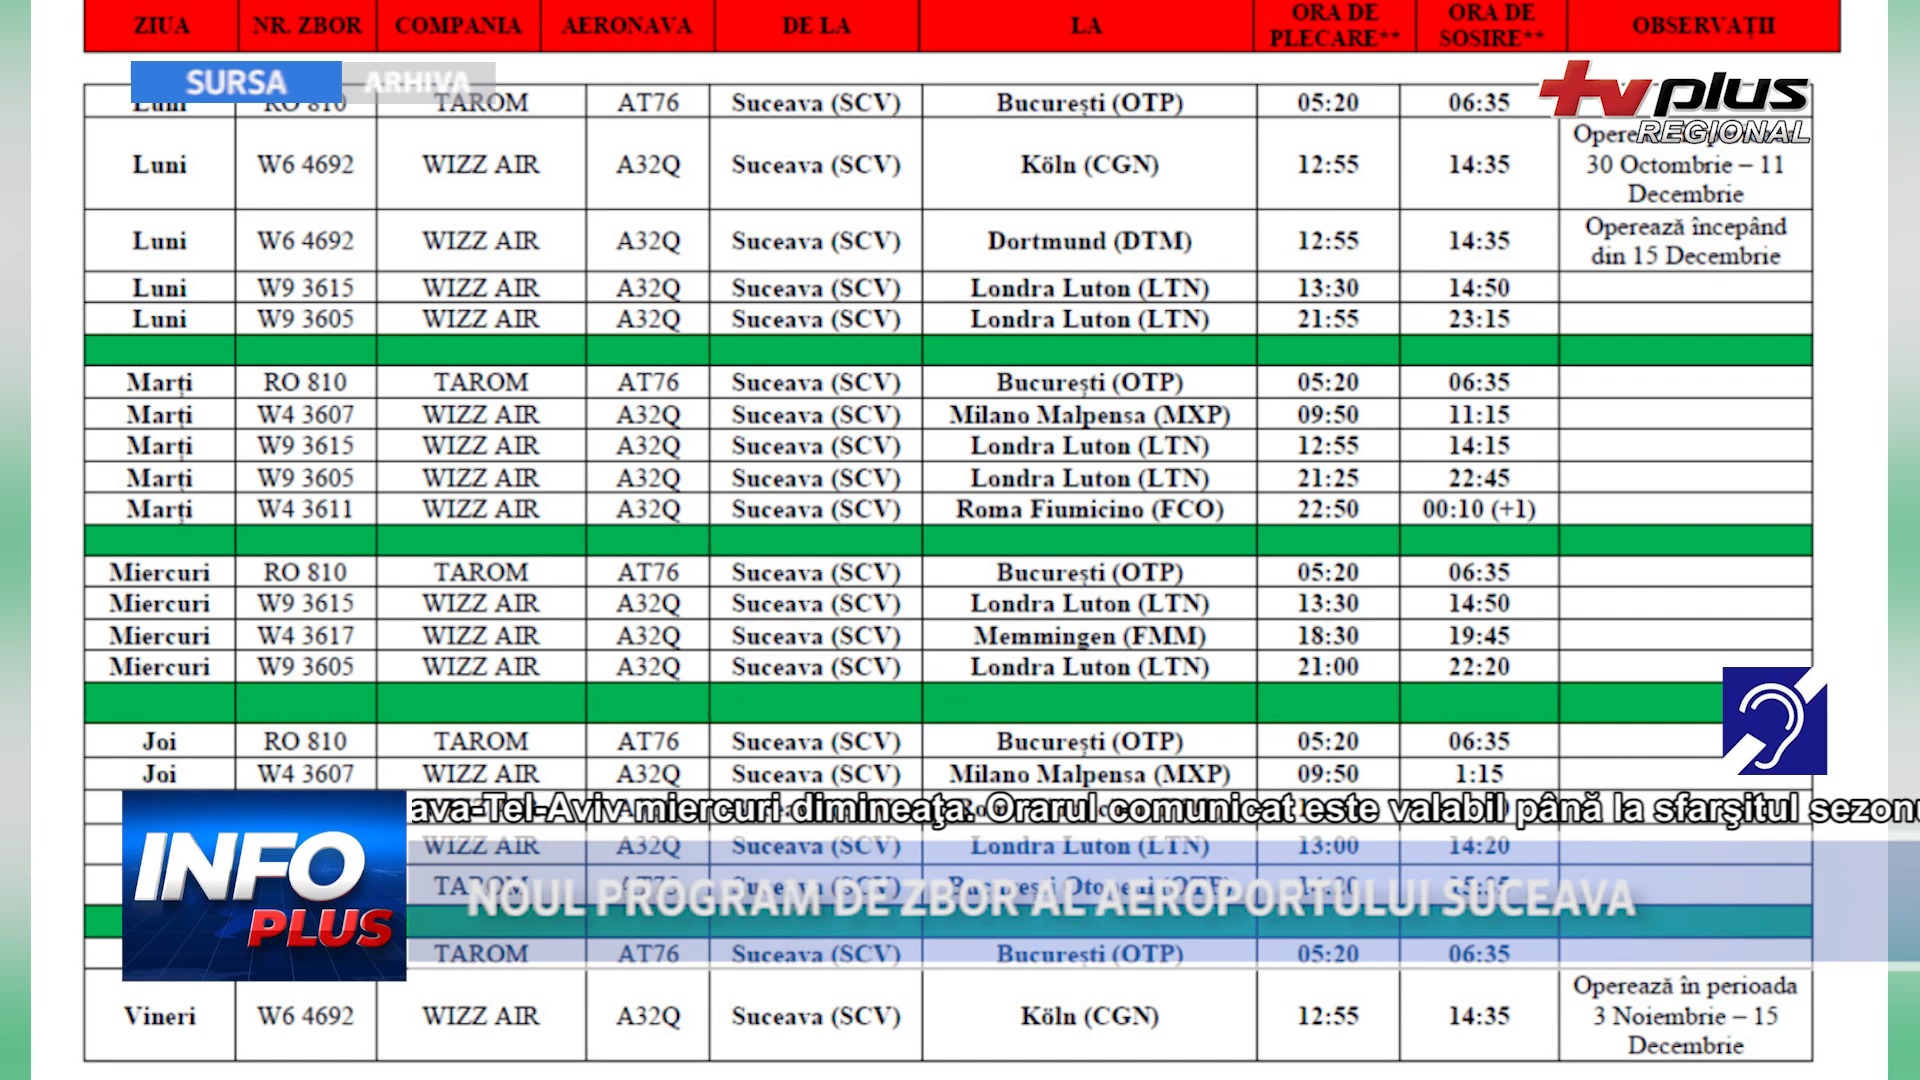 ZIUA NR. ZBOR COMPANIA AERONAVA DE LA LA ORA DE PLECARE** ORA DE SOSIRE** OBSERVAȚII
SURSA ARHIVA
tvplus
REGIONAL
Luni RO 810 TAROM AT76 Suceava (SCV) București (OTP) 05:20 06:35
Luni W6 4692 WIZZ AIR A32Q Suceava (SCV) Köln (CGN) 12:55 14:35
30 Octombrie – 11
Decembrie
Luni W6 4692 WIZZ AIR A32Q Suceava (SCV) Dortmund (DTM) 12:55 14:35 Operează începând
din 15 Decembrie
Luni W9 3615 WIZZ AIR A32Q Suceava (SCV) Londra Luton (LTN) 13:30 14:50
Luni W9 3605 WIZZ AIR A32Q Suceava (SCV) Londra Luton (LTN) 21:55 23:15
Marți RO 810 TAROM AT76 Suceava (SCV) București (OTP) 05:20 06:35
Marți W4 3607 WIZZ AIR A32Q Suceava (SCV) Milano Malpensa (MXP) 09:50 11:15
Marți W9 3615 WIZZ AIR A32Q Suceava (SCV) Londra Luton (LTN) 12:55 14:15
Marți W9 3605 WIZZ AIR A32Q Suceava (SCV) Londra Luton (LTN) 21:25 22:45
Marți W4 3611 WIZZ AIR A32Q Suceava (SCV) Roma Fiumicino (FCO) 22:50 00:10 (+1)
Miercuri RO 810 TAROM AT76 Suceava (SCV) București (OTP) 05:20 06:35
Miercuri W9 3615 WIZZ AIR A32Q Suceava (SCV) Londra Luton (LTN) 13:30 14:50
Miercuri W4 3617 WIZZ AIR A32Q Suceava (SCV) Memmingen (FMM) 18:30 19:45
Miercuri W9 3605 WIZZ AIR A32Q Suceava (SCV) Londra Luton (LTN) 21:00 22:20
Joi RO 810 TAROM AT76 Suceava (SCV) București (OTP) 05:20 06:35
Joi W4 3607 WIZZ AIR A32Q Suceava (SCV) Milano Malpensa (MXP) 09:50 1:15
ava-Tel-Aviv miercuri dimineaţa. Orarul comunicat este valabil până la sfarşitul sezonu
WIZZ AIR A32Q Suceava (SCV) Londra Luton (LTN) 13:00 14:20
INFO
PLUS
TAROM
NOUL PROGRAM DE ZBOR AL AEROPORTULUI SUCEAVA
TAROM AT76 Suceava (SCV) București (OTP) 05:20 06:35
Vineri W6 4692 WIZZ AIR A32Q Suceava (SCV) Köln (CGN) 12:55 14:35 Operează în perioada
3 Noiembrie – 15
Decembrie